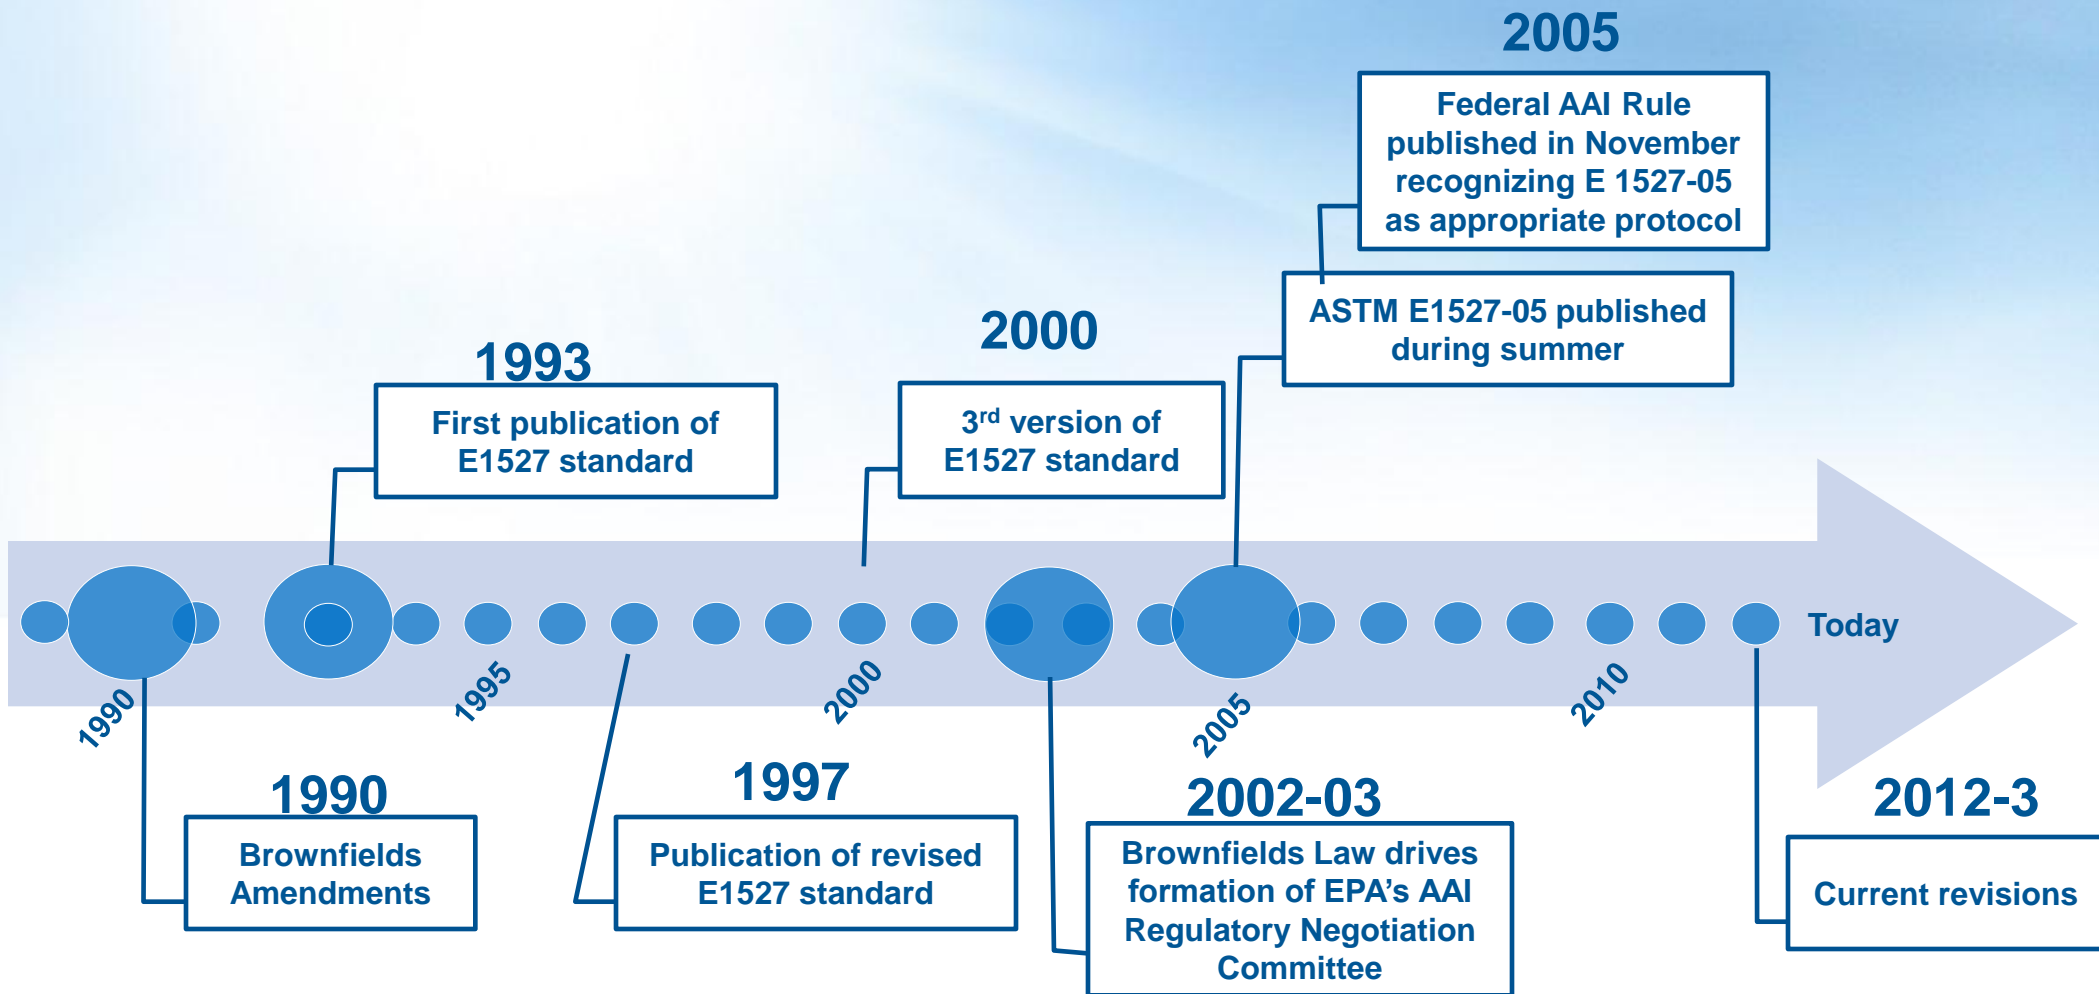 2005
Federal AAI Rule
published in November
recognizing E 1527-05
as appropriate protocol
ASTM E1527-05 published
during summer
2000
3rd version of
E1527 standard
1993
First publication of
E1527 standard
Today
1990
1995
2000
2005
2010
1990
Brownfields
Amendments
1997
Publication of revised
E1527 standard
2002-03
Brownfields Law drives
formation of EPA’s AAI
Regulatory Negotiation
Committee
2012-3
Current revisions